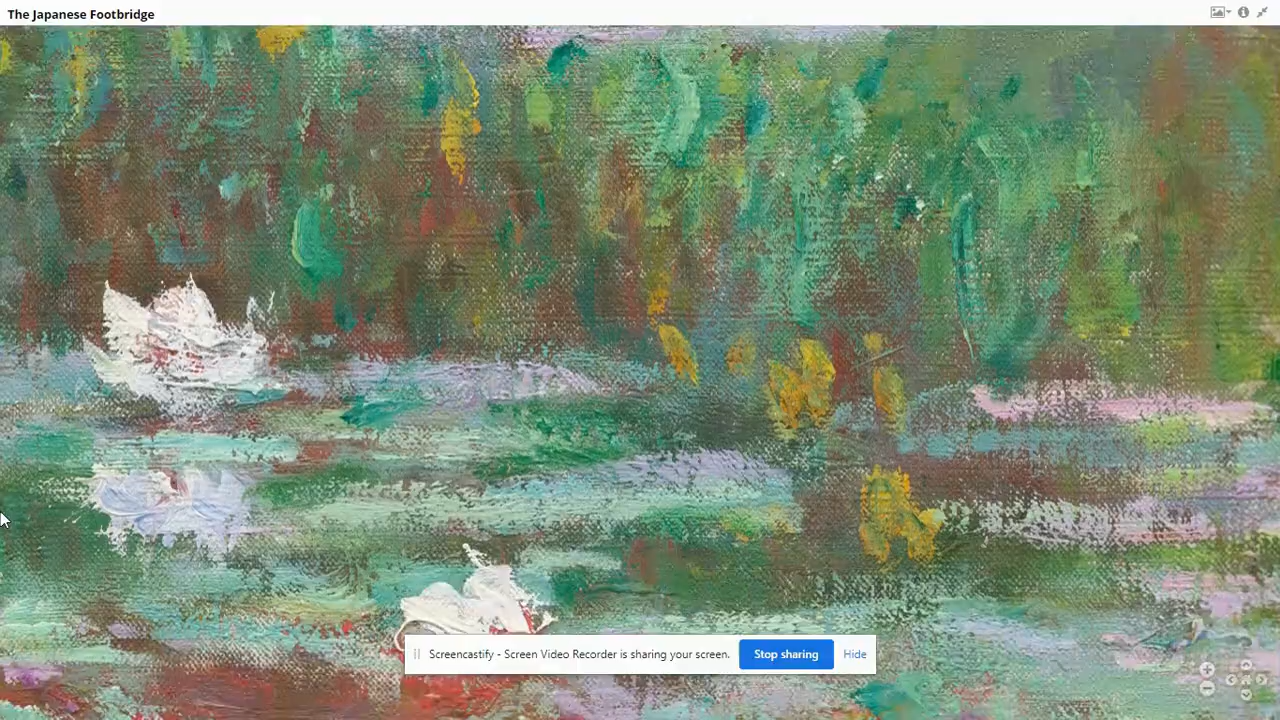 The Japanese Footbridge
Screencastify - Screen Video Recorder is sharing your screen.
Stop sharing
Hide